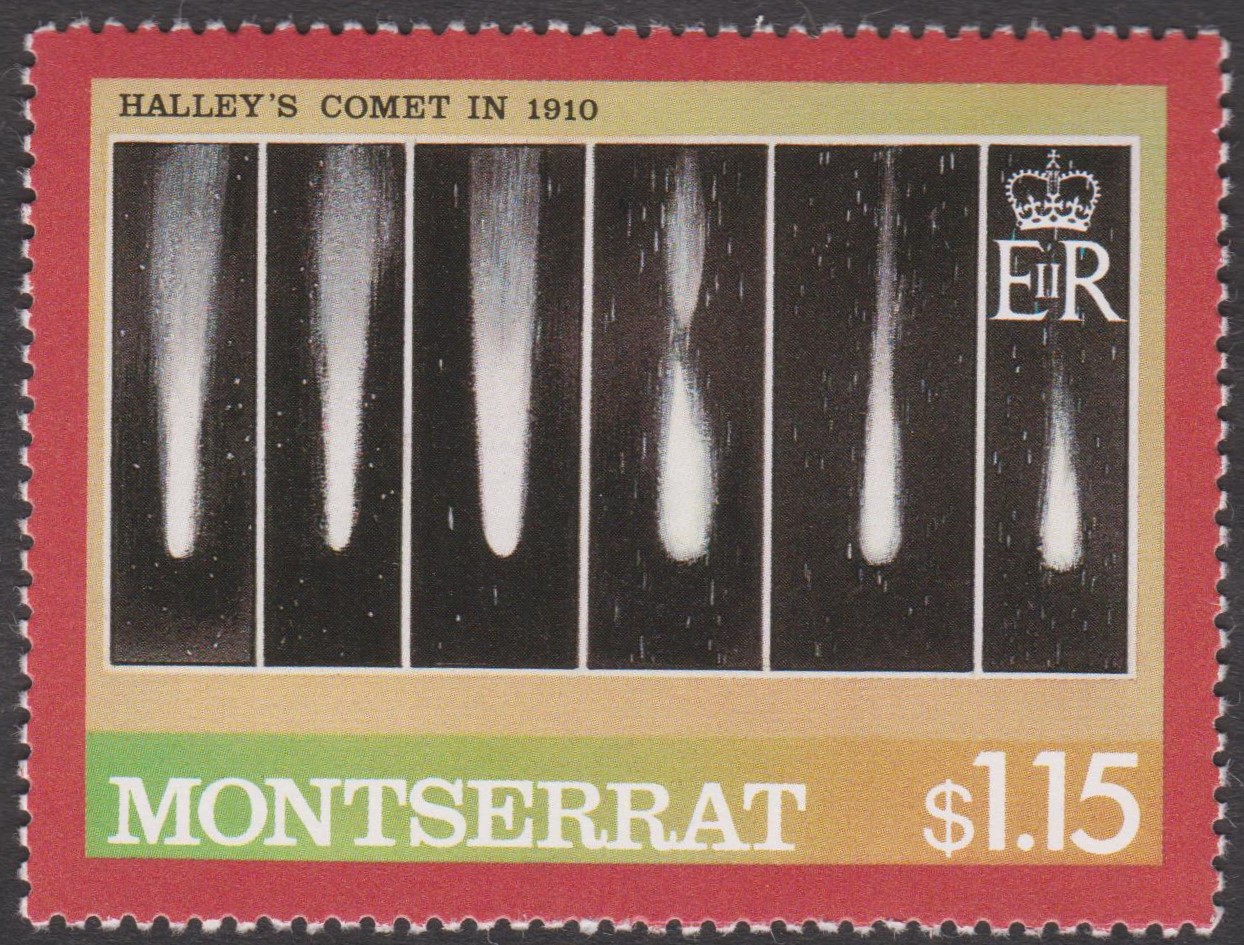 HALLEY'S COMET IN 1910
EIIR
MONTSERRAT $1.15